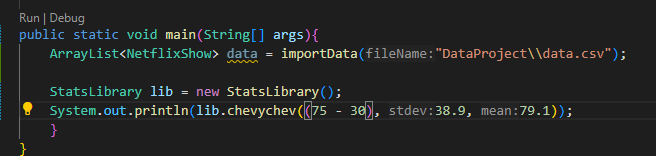 Run | Debug
public static void main(String[] args){
ArrayList<NetflixShow> data = importData(fileName:"DataProject\\data.csv");
StatsLibrary lib = new StatsLibrary();
System.out.println(lib.chevychev((75 - 30), stdev:38.9, mean:79.1));
}
}